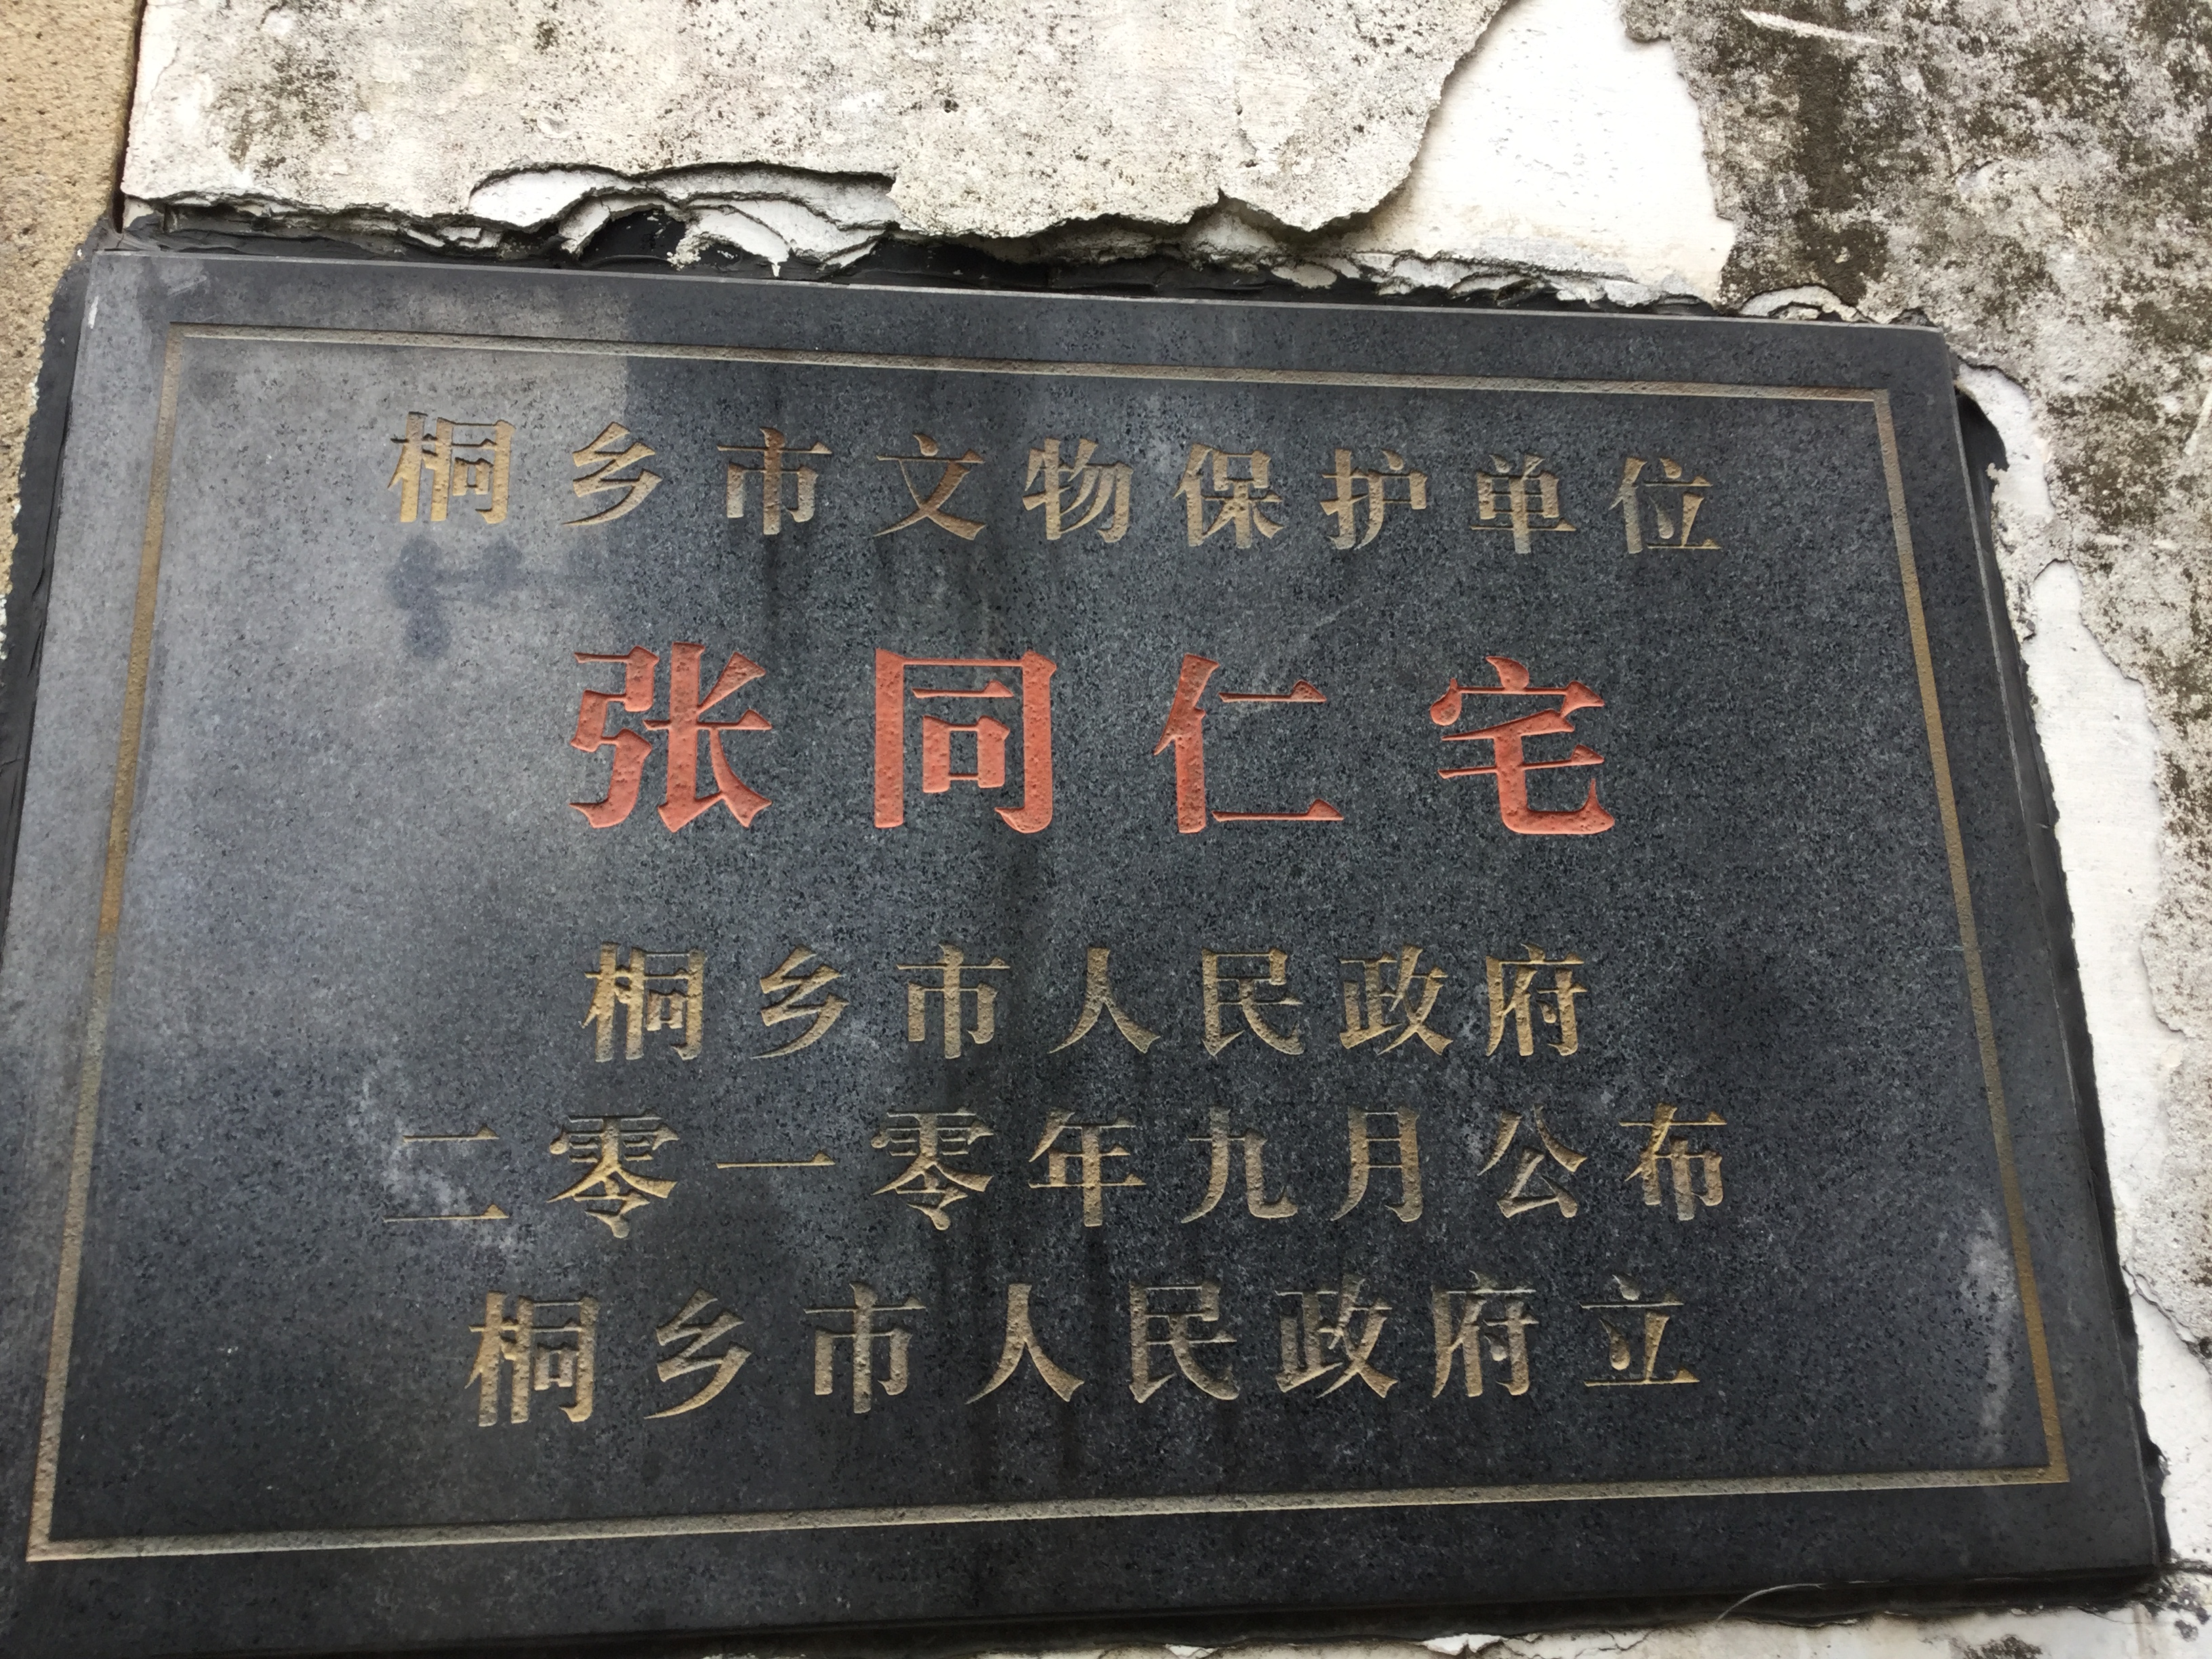 桐乡市文物保护单位
张同仁宅
桐乡市人民政府
二零一零年九月公布
桐乡市人民政府立